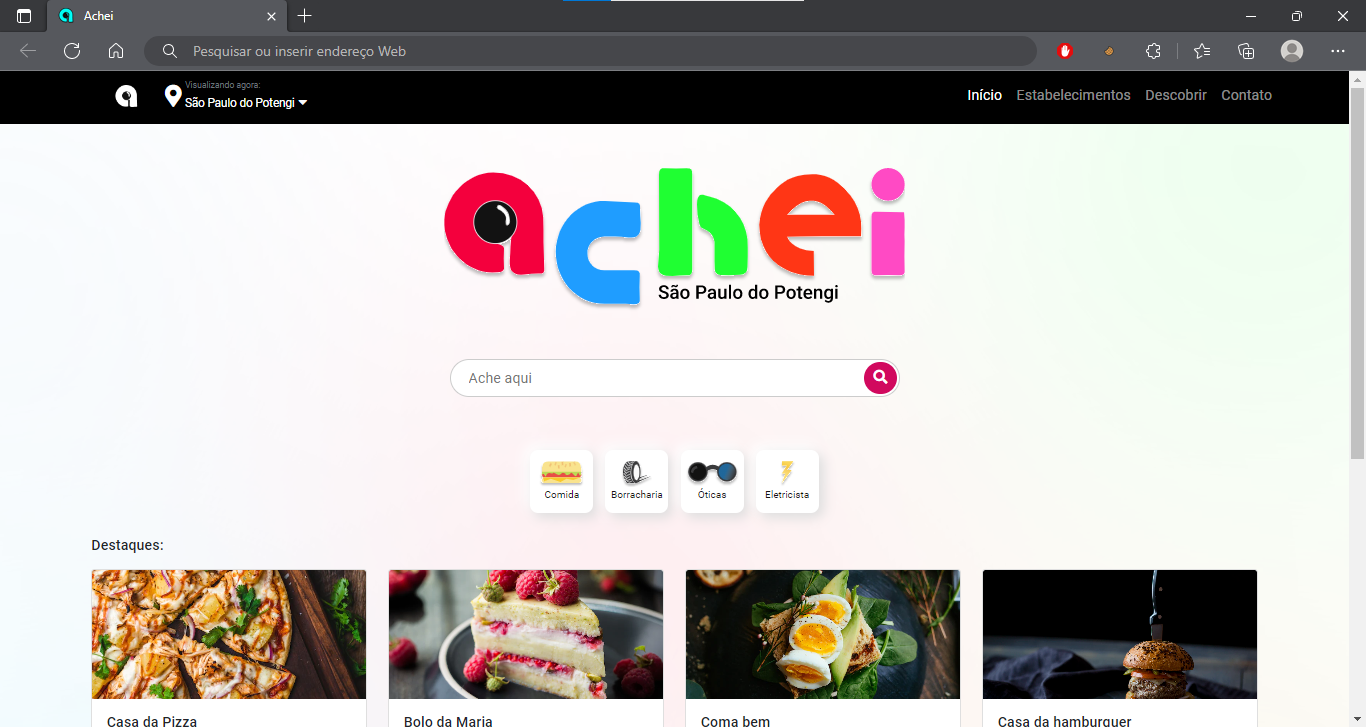 Achei
Pesquisar ou inserir endereço Web
Visualizando agora:
São Paulo do Potengi
Início Estabelecimentos Descobrir Contato
achei
São Paulo do Potengi
Ache aqui
Comida Borracharia Óticas Eletricista
Destaques:
Casa da Pizza Bolo da Maria Coma bem Casa da hamburguer